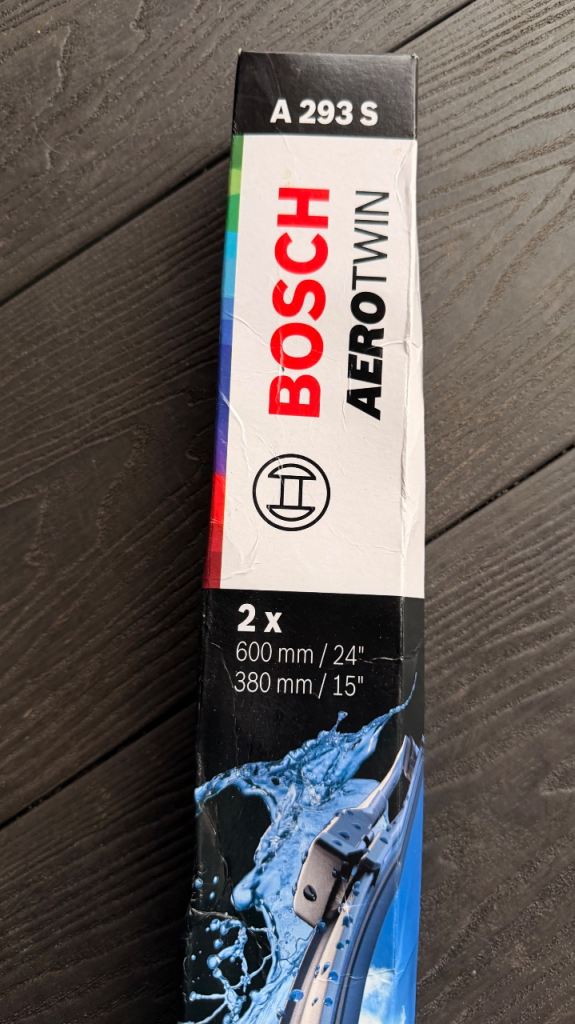 A 293 S
BOSCH
AEROTWIN
2 x
600 mm / 24"
380 mm / 15"